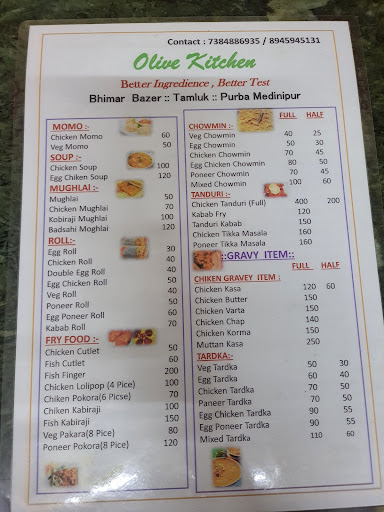 Contact : 7384886935 / 8945945131
Olive Kitchen
Better Ingredience , Better Test
Bhimar Bazer :: Tamluk :: Purba Medinipur
MOMO :-
Chicken Momo 60
Veg Momo 50
SOUP :-
Chicken Soup 100
Egg Chiken Soup 100
MUGHLAI :-
Mughlai 50
Chicken Mughlai 70
Kobiraji Mughlai 100
Badsahi Moghlai 120
ROLL:-
Egg Roll 30
Chicken Roll 40
Double Egg Roll 40
Egg Chicken Roll 50
Veg Roll 40
Poneer Roll 50
Egg Poneer Roll 60
Kabab Roll 70
FRY FOOD :-
Chicken Cutlet 50
Fish Cutlet 60
Fish Finger 200
Chicken Lolipop (4 Pice) 100
Chiken Pokora(6 Picse) 70
Chiken Kabiraji 100
Fish Kabiraji 150
Veg Pakara(8 Pice) 80
Poneer Pokora(8 Pice) 120
CHOWMIN :- FULL HALF
Veg Chowmin 40 25
Egg Chowmin 50 30
Chicken Chowmin 70 45
Egg Chicken Chowmin 80 50
Poneer Chowmin 70 45
Mixed Chowmin 100 60
TANDURI :-
Chicken Tanduri (Full) 400 200
Kabab Fry 120
Tanduri Kabab 150
Chicken Tikka Masala 160
Poneer Tikka Masala 160
::GRAVY ITEM::
CHIKEN GRAVEY ITEM : FULL HALF
Chicken Kasa 120 60
Chicken Butter 150
Chicken Varta 150
Chicken Chap 140
Chicken Korma 150
Muttan Kasa 250
TARDKA:-
Veg Tardka 50 30
Egg Tardka 60 40
Chicken Tardka 70 50
Paneer Tardka 70 50
Egg Chicken Tardka 90 55
Egg Poneer Tardka 90 55
Mixed Tardka 110 60